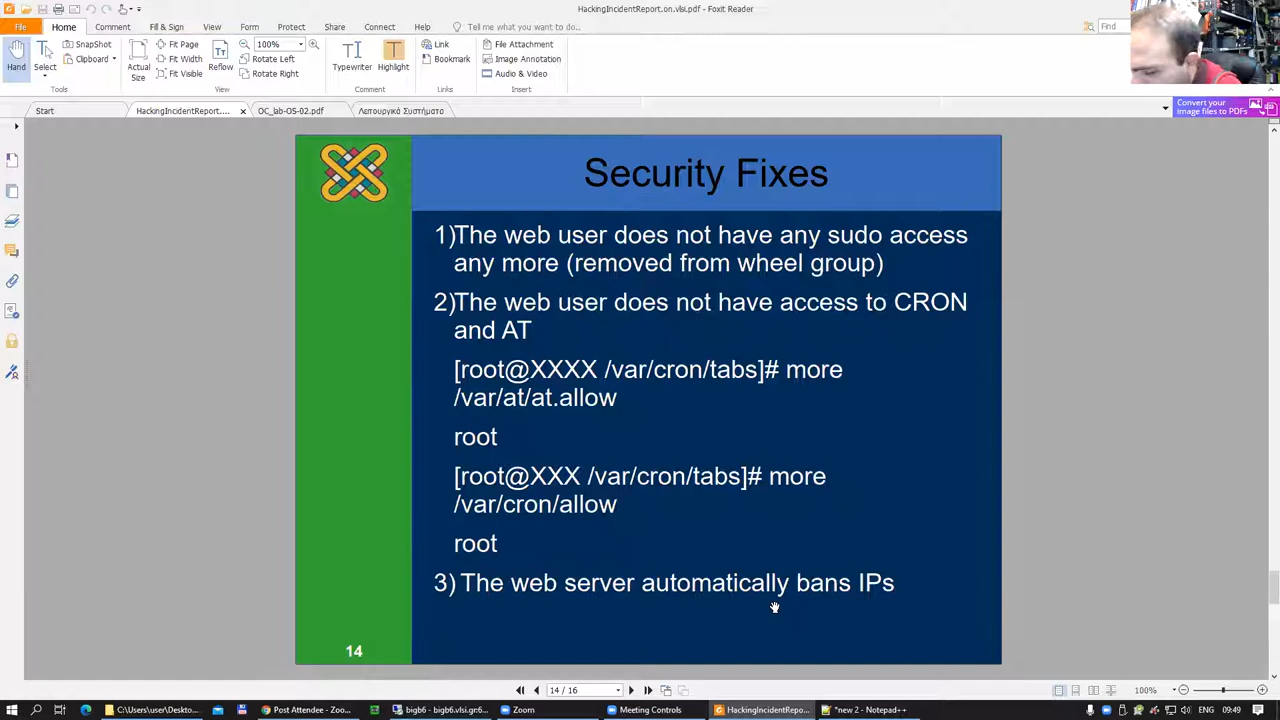 HackingIncidentReport.on.vlsi.pdf - Foxit Reader
File Home Comment Fill & Sign View Form Protect Share Connect Help Tell me what you want to do... Find
Hand
Select
SnapShot
Clipboard
Tools
Actual Size
Fit Page
Fit Width
Fit Visible
Reflow
100%
Rotate Left
Rotate Right
View
Typewriter
Highlight
Comment
Link
Bookmark
Links
File Attachment
Image Annotation
Audio & Video
Insert
Start HackingIncidentReport.... OC_lab-OS-02.pdf Λειτουργικά Συστήματο
Convert your
image files to PDFs
Security Fixes
1)The web user does not have any sudo access
any more (removed from wheel group)
2)The web user does not have access to CRON
and AT
[root@XXXX /var/cron/tabs]# more
/var/at/at.allow
root
[root@XXX /var/cron/tabs]# more
/var/cron/allow
root
3) The web server automatically bans IPs
14
14 / 16
100%
C:\Users\user\Deskto... Post Attendee - Zoom... bigb6 - bigb6.vlsi.gr6... Zoom Meeting Controls HackingIncidentRepo... *new 2 - Notepad++ ENG 09:49